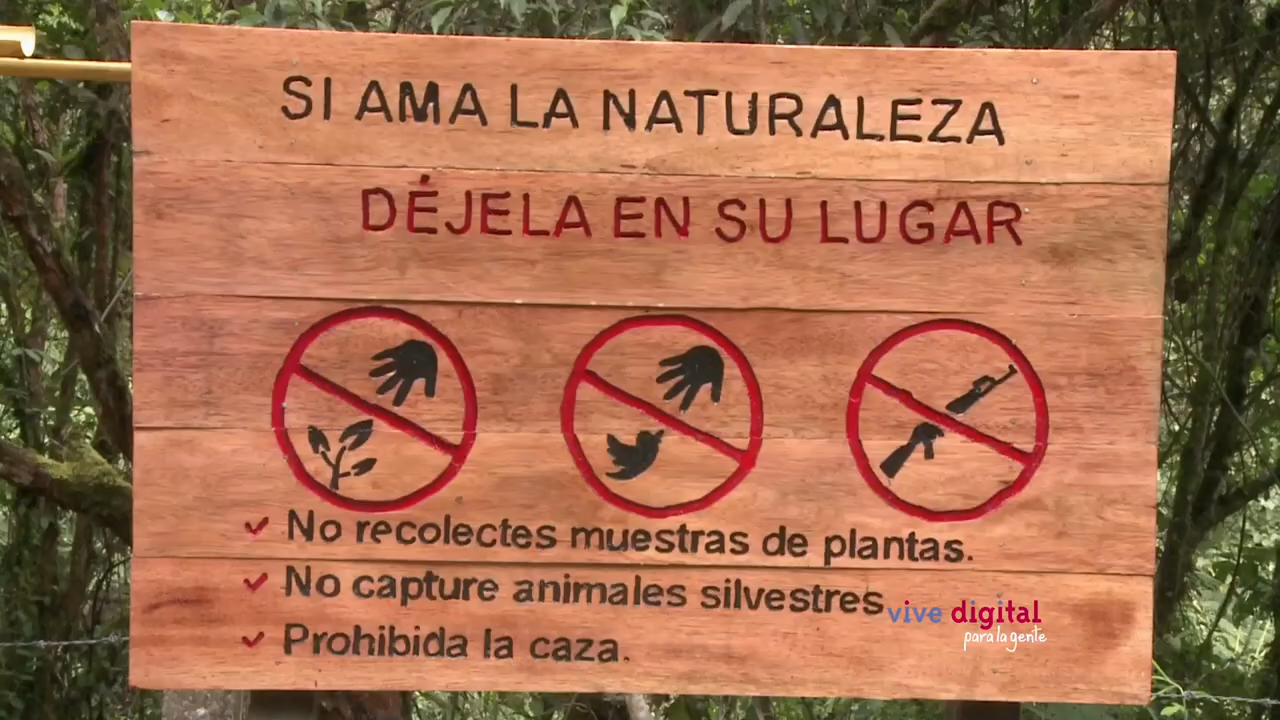 SI AMA LA NATURALEZA
DÉJELA EN SU LUGAR
No recolectes muestras de plantas.
No capture animales silvestres
Prohibida la caza.
vive digital
para la gente